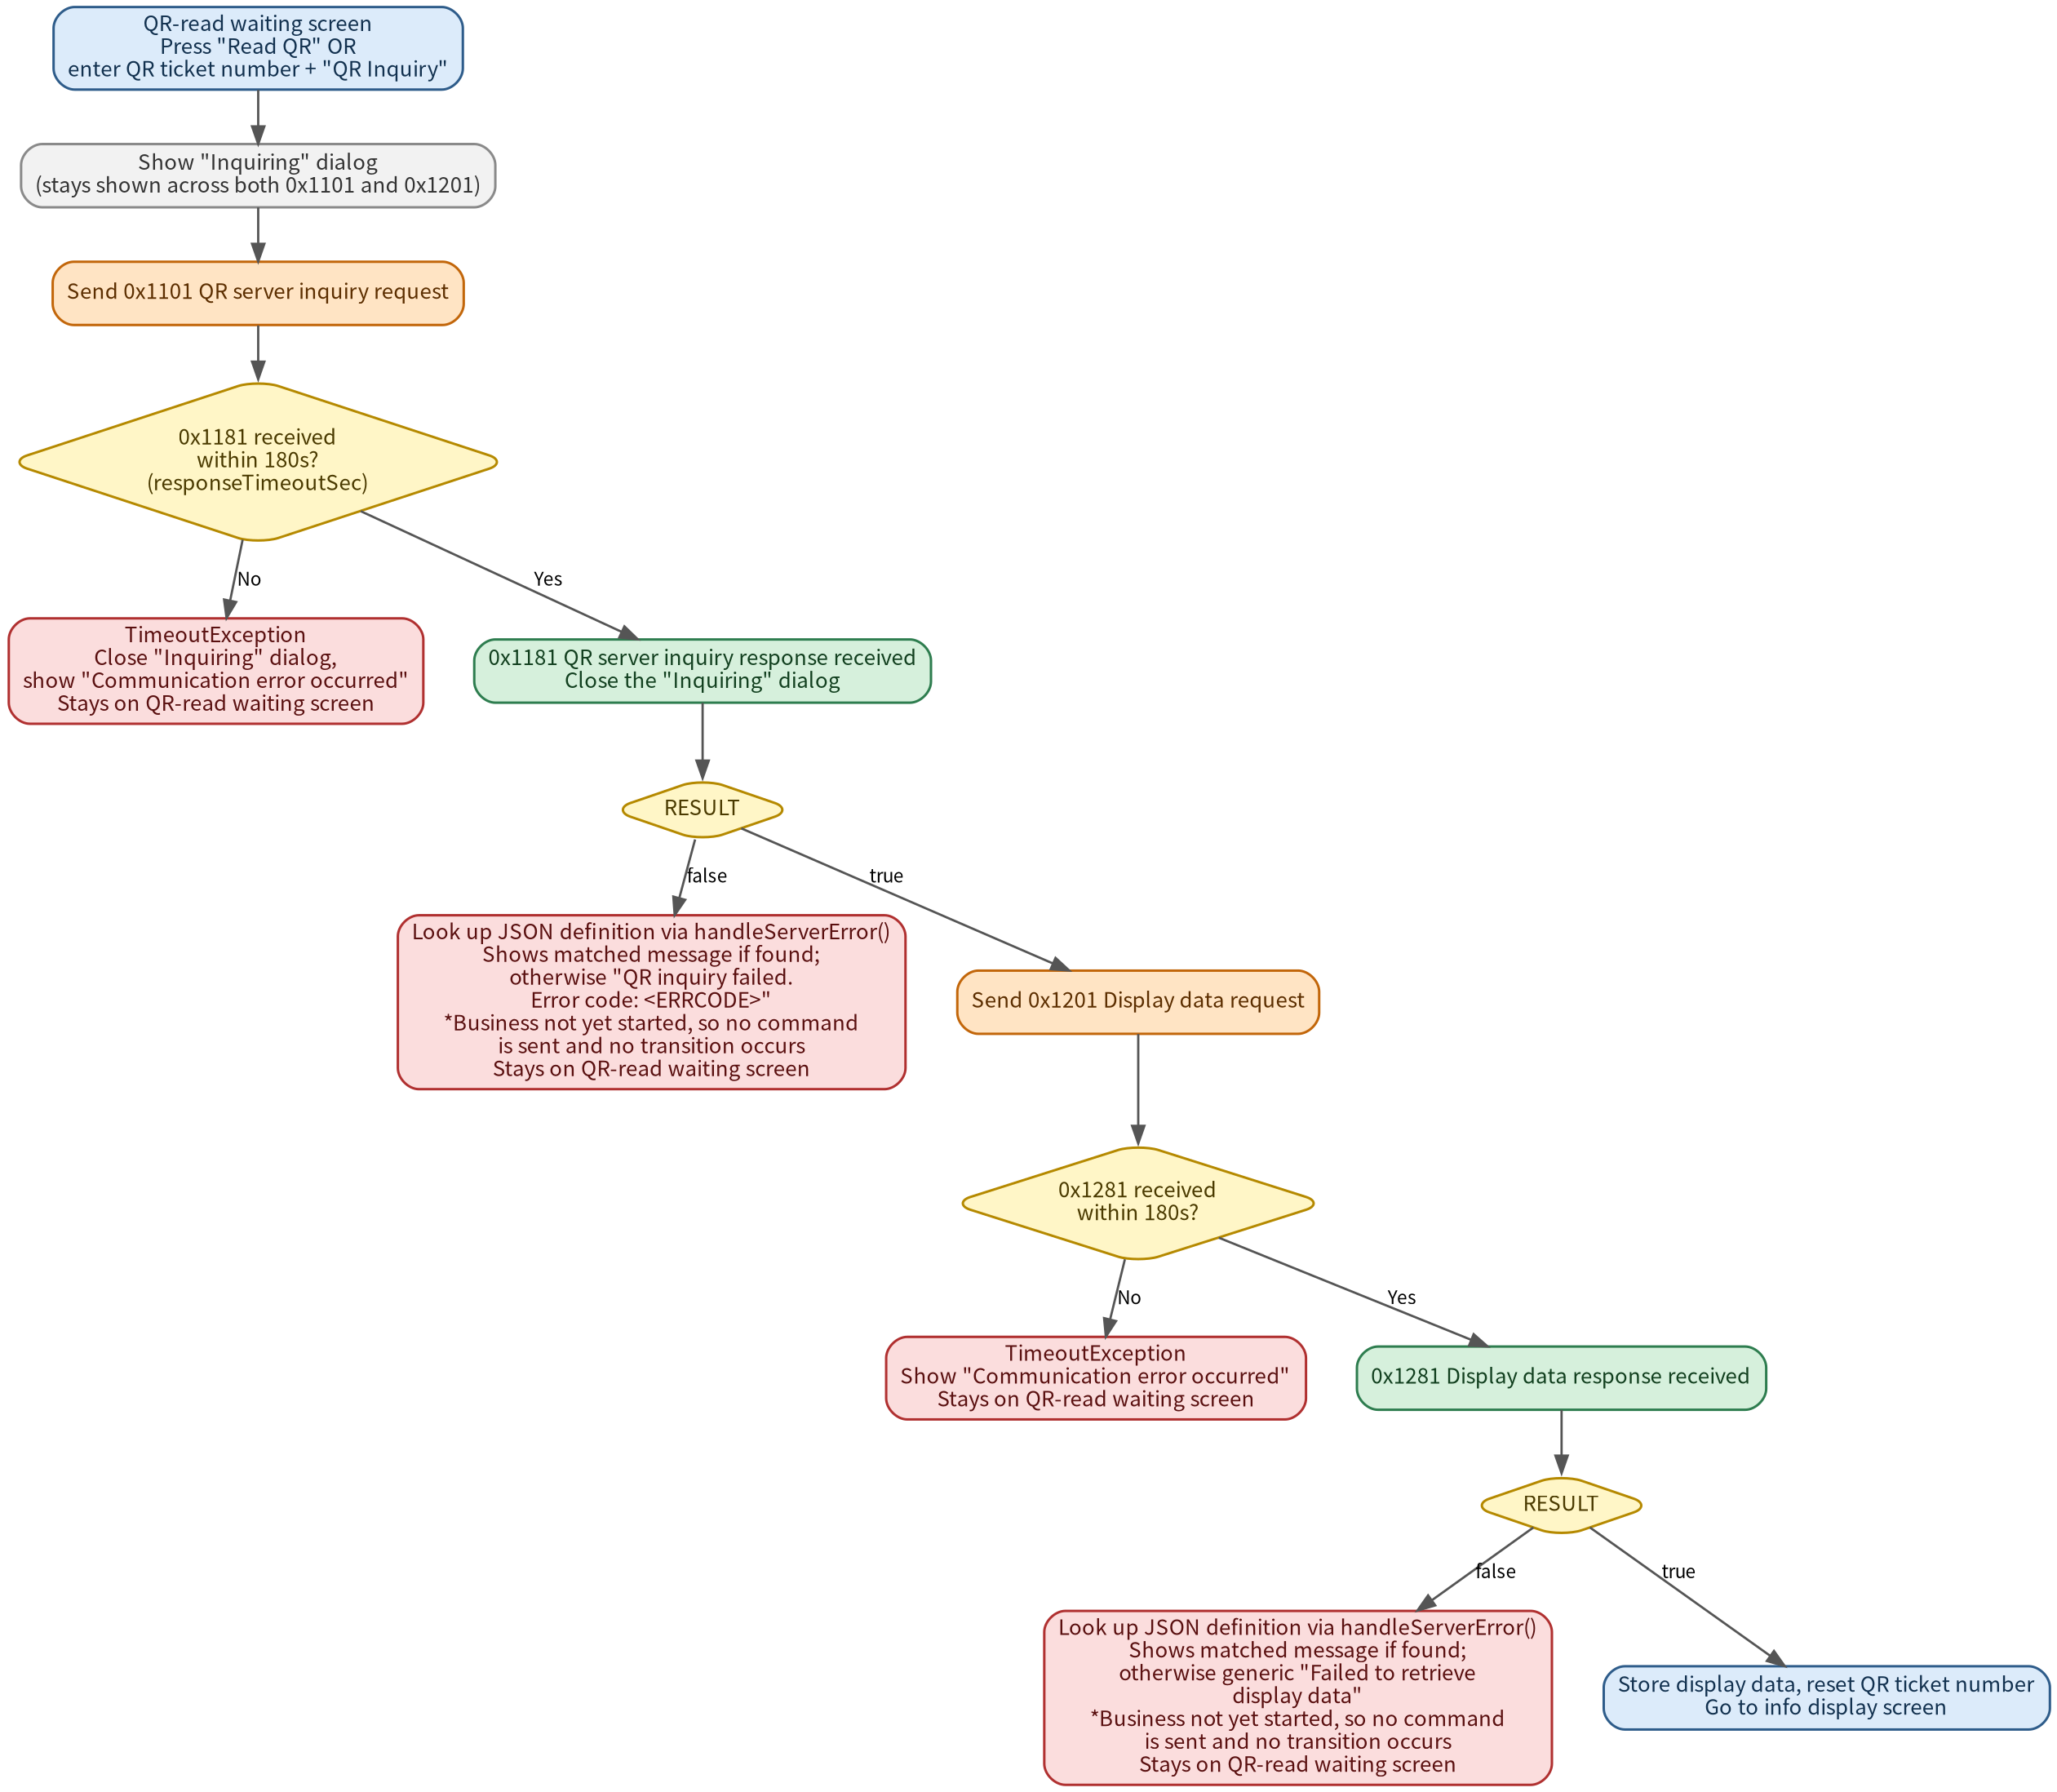 QR-read waiting screen
Press "Read QR" OR
enter QR ticket number + "QR Inquiry"
Show "Inquiring" dialog
(stays shown across both 0x1101 and 0x1201)
Send 0x1101 QR server inquiry request
0x1181 received
within 180s?
(responseTimeoutSec)
No
Yes
TimeoutException
Close "Inquiring" dialog,
show "Communication error occurred"
Stays on QR-read waiting screen
0x1181 QR server inquiry response received
Close the "Inquiring" dialog
RESULT
false
true
Look up JSON definition via handleServerError()
Shows matched message if found;
otherwise "QR inquiry failed.
Error code: <ERRCODE>"
*Business not yet started, so no command
is sent and no transition occurs
Stays on QR-read waiting screen
Send 0x1201 Display data request
0x1281 received
within 180s?
No
Yes
TimeoutException
Show "Communication error occurred"
Stays on QR-read waiting screen
0x1281 Display data response received
RESULT
false
true
Look up JSON definition via handleServerError()
Shows matched message if found;
otherwise generic "Failed to retrieve
display data"
*Business not yet started, so no command
is sent and no transition occurs
Stays on QR-read waiting screen
Store display data, reset QR ticket number
Go to info display screen